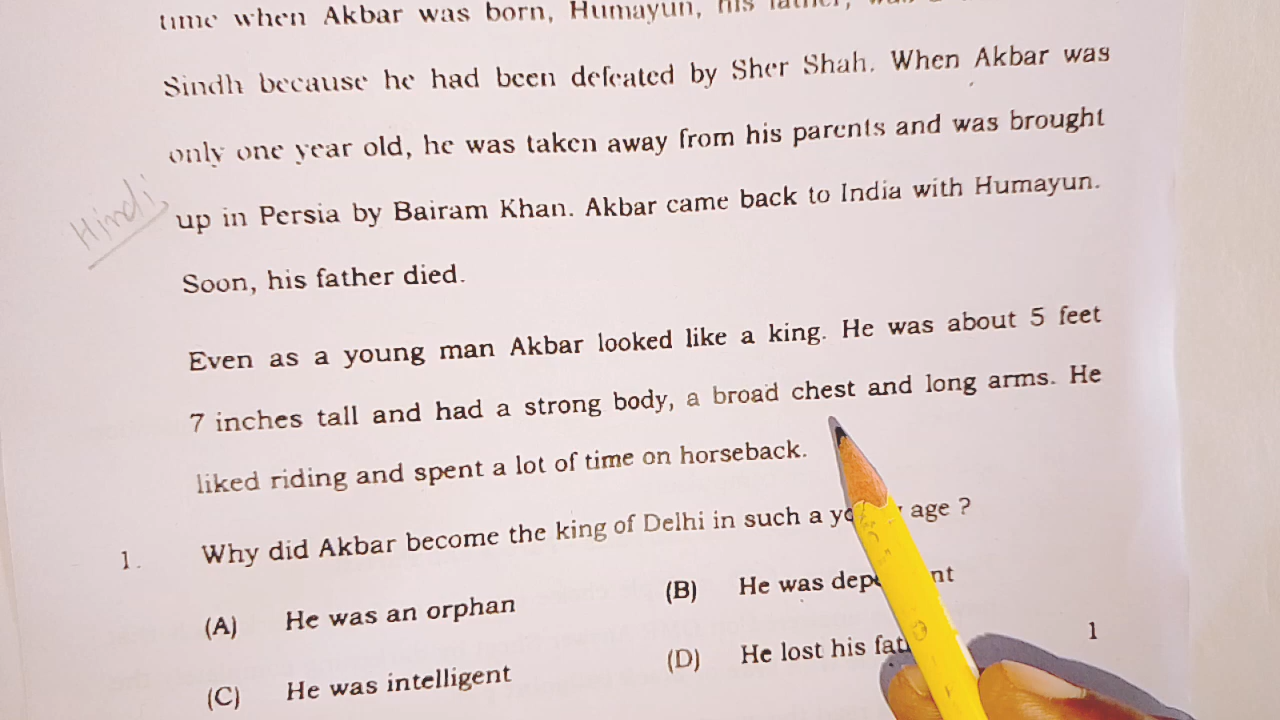 time when Akbar was born, Humayun, his father,
Sindh because he had been defeated by Sher Shah. When Akbar was
only one year old, he was taken away from his parents and was brought
Hindi
up in Persia by Bairam Khan. Akbar came back to India with Humayun.
Soon, his father died.
Even as a young man Akbar looked like a king. He was about 5 feet
7 inches tall and had a strong body, a broad chest and long arms. He
liked riding and spent a lot of time on horseback.
1. Why did Akbar become the king of Delhi in such a age ?
(A) He was an orphan (B) He was
(C) He was intelligent (D) He lost his
1